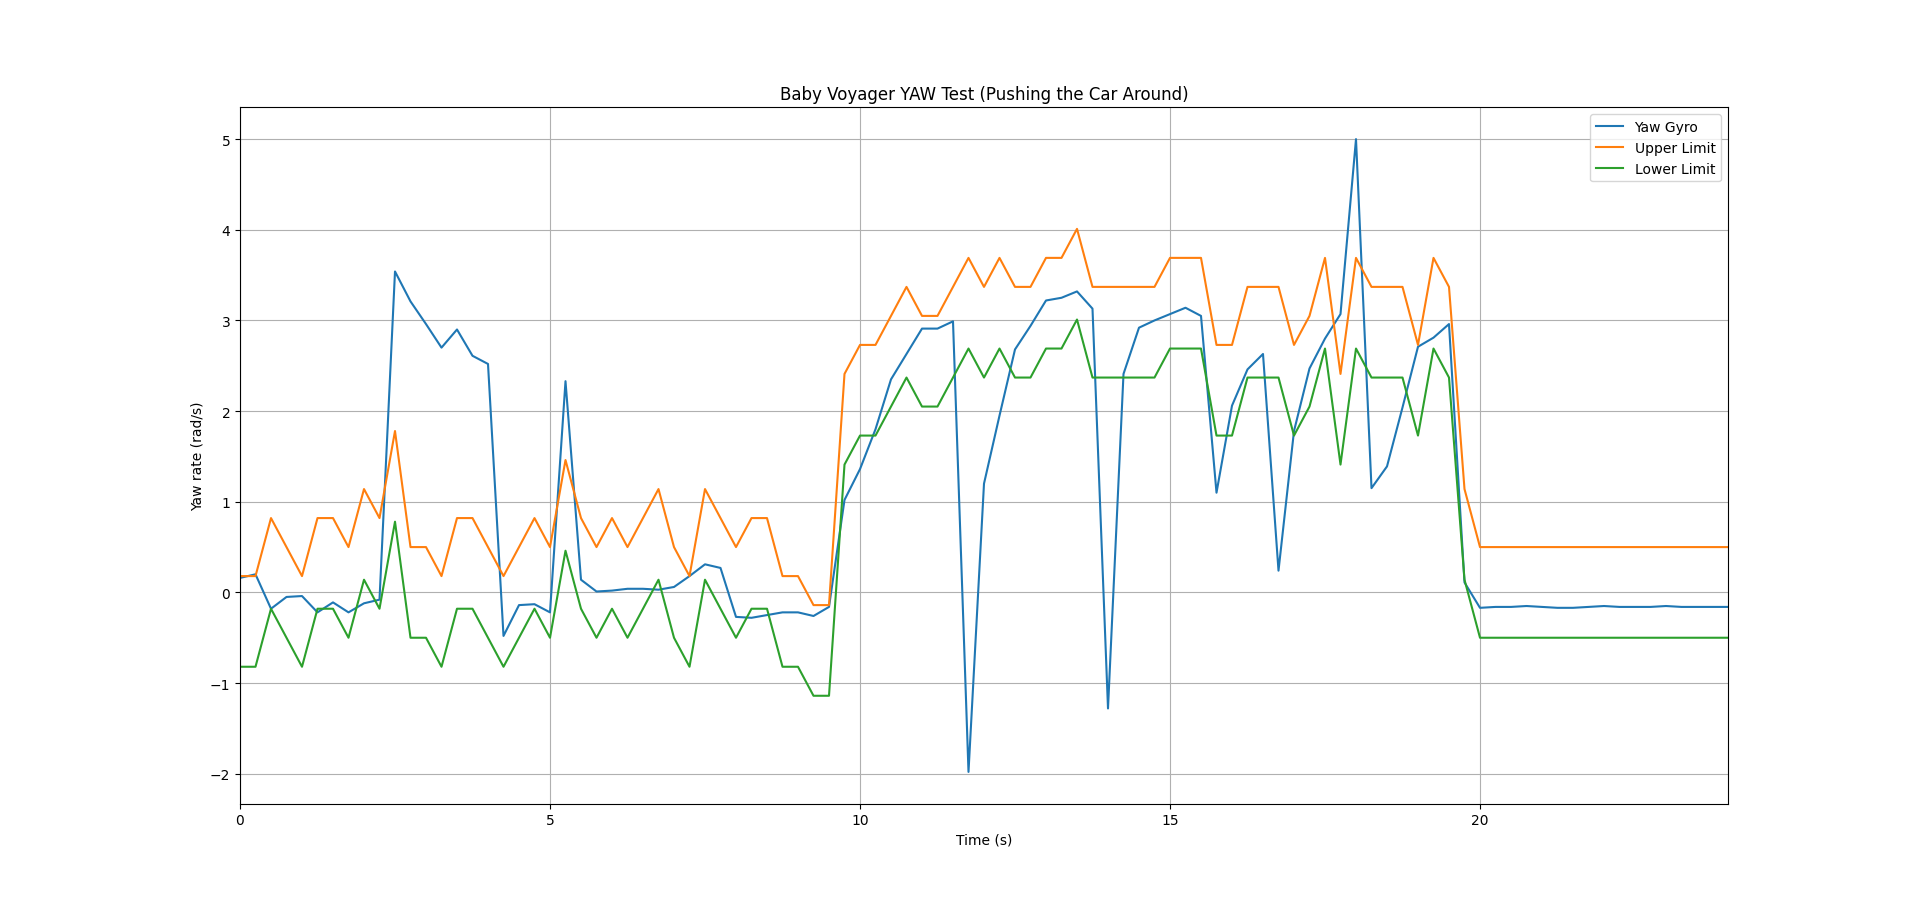 Baby Voyager YAW Test (Pushing the Car Around)
Yaw Gyro
Upper Limit
Lower Limit
5
4
3
2
1
0
−1
−2
Yaw rate (rad/s)
0
5
10
15
20
Time (s)